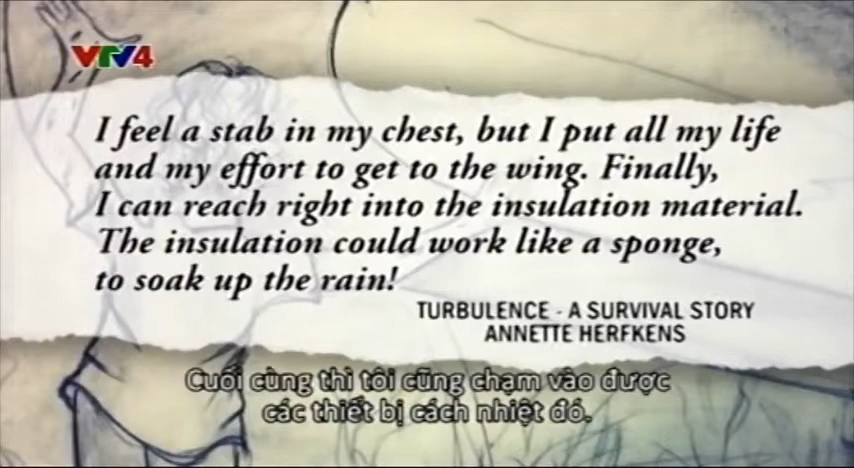 VTV4
I feel a stab in my chest, but I put all my life
and my effort to get to the wing. Finally,
I can reach right into the insulation material.
The insulation could work like a sponge,
to soak up the rain!
TURBULENCE - A SURVIVAL STORY
ANNETTE HERFKENS
Cuối cùng thì tôi cũng chạm vào được
các thiết bị cách nhiệt đó.